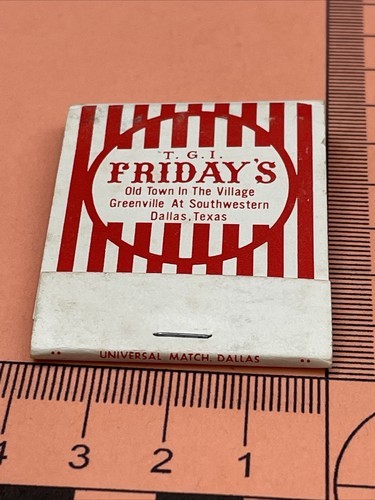 T. G. I.
FRIDAY'S
Old Town In The Village
Greenville At Southwestern
Dallas, Texas
UNIVERSAL MATCH, DALLAS
4 3 2 1